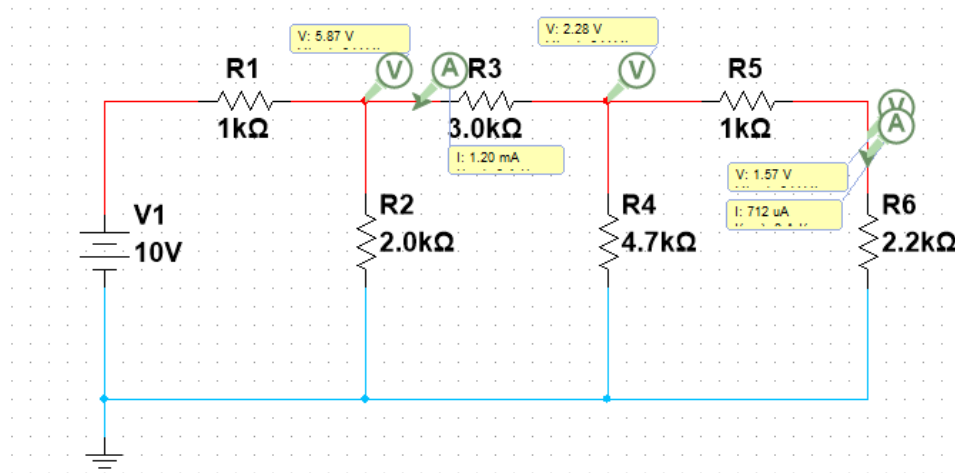 V: 5.87 V
V: 2.28 V
R1
V
A
R3
V
R5
1kΩ
3.0kΩ
1kΩ
V
A
I: 1.20 mA
V: 1.57 V
I: 712 uA
V1
10V
R2
2.0kΩ
R4
4.7kΩ
R6
2.2kΩ